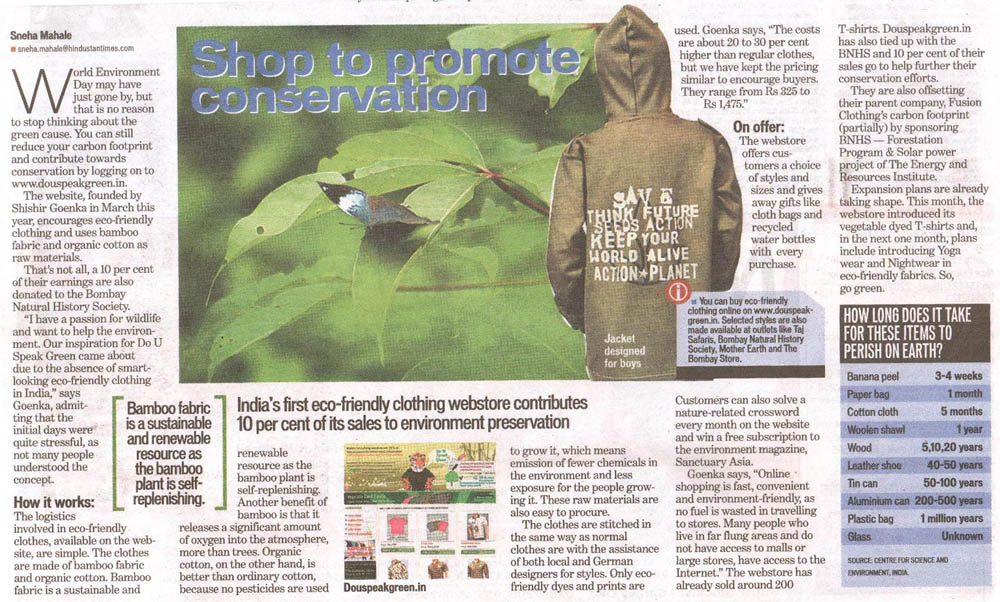 Sneha Mahale
■ sneha.mahale@hindustantimes.com
World Environment
Day may have
just gone by, but
that is no reason
to stop thinking about the
green cause. You can still
reduce your carbon footprint
and contribute towards
conservation by logging on to
www.douspeakgreen.in.
The website, founded by
Shishir Goenka in March this
year, encourages eco-friendly
clothing and uses bamboo
fabric and organic cotton as
raw materials.
That's not all, a 10 per cent
of their earnings are also
donated to the Bombay
Natural History Society.
"I have a passion for wildlife
and want to help the environ-
ment. Our inspiration for Do U
Speak Green came about
due to the absence of smart-
looking eco-friendly clothing
in India," says
Goenka, admit-
ting that the
initial days were
quite stressful, as
not many people
understood the
concept.
How it works:
The logistics
involved in eco-friendly
clothes, available on the web-
site, are simple. The clothes
are made of bamboo fabric
and organic cotton. Bamboo
fabric is a sustainable and
Shop to promote
conservation
SAVE
THINK FUTURE
SEEDS ACTION
KEEP YOUR
WORLD ALIVE
ACTION★PLANET
Jacket
designed
for boys
i
■ You can buy eco-friendly
clothing online on www.douspeak-
green.in. Selected styles are also
made available at outlets like Taj
Safaris, Bombay Natural History
Society, Mother Earth and The
Bombay Store.
Bamboo fabric
is a sustainable
and renewable
resource as
the bamboo
plant is self-
replenishing.
India's first eco-friendly clothing webstore contributes
10 per cent of its sales to environment preservation
renewable
resource as the
bamboo plant is
self-replenishing.
Another benefit of
bamboo is that it
releases a significant amount
of oxygen into the atmosphere,
more than trees. Organic
cotton, on the other hand, is
better than ordinary cotton,
because no pesticides are used
Douspeakgreen.in
to grow it, which means
emission of fewer chemicals in
the environment and less
exposure for the people grow-
ing it. These raw materials are
also easy to procure.
The clothes are stitched in
the same way as normal
clothes are with the assistance
of both local and German
designers for styles. Only eco-
friendly dyes and prints are
used. Goenka says, "The costs
are about 20 to 30 per cent
higher than regular clothes,
but we have kept the pricing
similar to encourage buyers.
They range from Rs 325 to
Rs 1,475."
On offer:
The webstore
offers cus-
tomers a choice
of styles and
sizes and gives
away gifts like
cloth bags and
recycled
water bottles
with every
purchase.
Customers can also solve a
nature-related crossword
every month on the website
and win a free subscription to
the environment magazine,
Sanctuary Asia.
Goenka says, "Online
shopping is fast, convenient
and environment-friendly, as
no fuel is wasted in travelling
to stores. Many people who
live in far flung areas and do
not have access to malls or
large stores, have access to the
Internet." The webstore has
already sold around 200
T-shirts. Douspeakgreen.in
has also tied up with the
BNHS and 10 per cent of their
sales go to help further their
conservation efforts.
They are also offsetting
their parent company, Fusion
Clothing's carbon footprint
(partially) by sponsoring
BNHS — Forestation
Program & Solar power
project of The Energy and
Resources Institute.
Expansion plans are already
taking shape. This month, the
webstore introduced its
vegetable dyed T-shirts and,
in the next one month, plans
include introducing Yoga
wear and Nightwear in
eco-friendly fabrics. So,
go green.
HOW LONG DOES IT TAKE
FOR THESE ITEMS TO
PERISH ON EARTH?
Banana peel 3-4 weeks
Paper bag 1 month
Cotton cloth 5 months
Woolen shawl 1 year
Wood 5,10,20 years
Leather shoe 40-50 years
Tin can 50-100 years
Aluminium can 200-500 years
Plastic bag 1 million years
Glass Unknown
SOURCE: CENTRE FOR SCIENCE AND
ENVIRONMENT, INDIA.